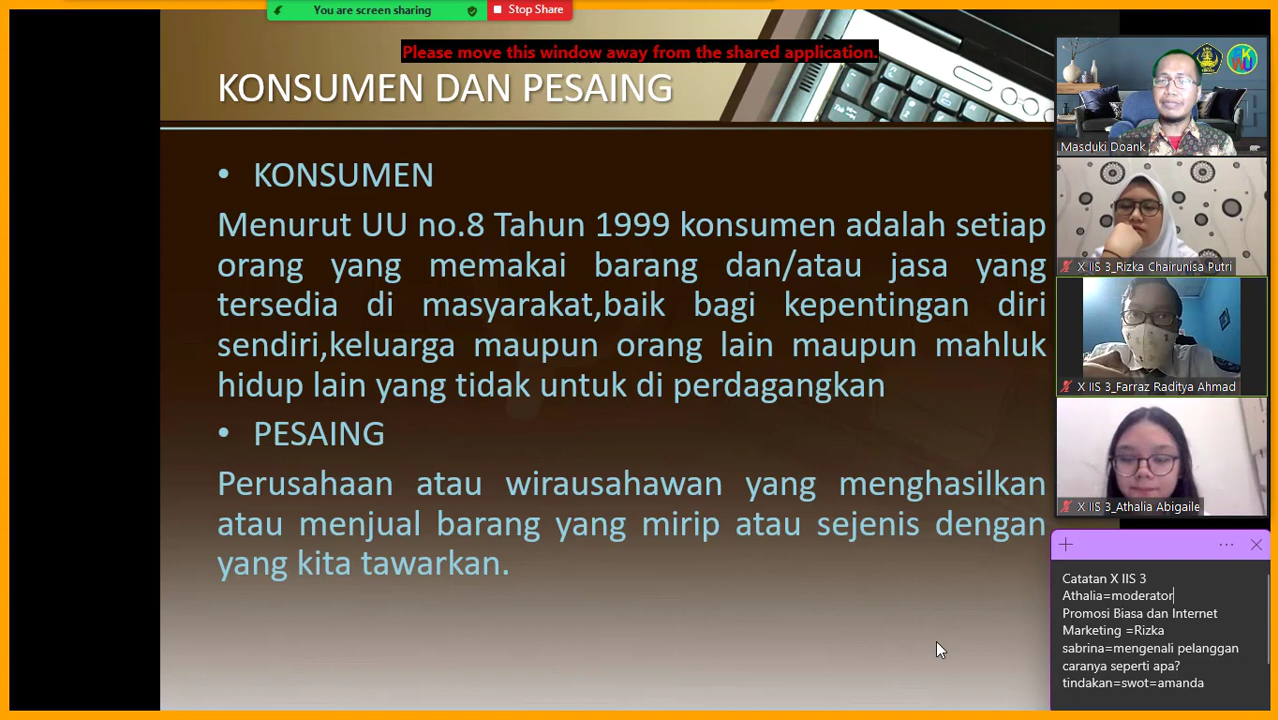 You are screen sharing
Stop Share
Please move this window away from the shared application.
KONSUMEN DAN PESAING
• KONSUMEN
Menurut UU no.8 Tahun 1999 konsumen adalah setiap
orang yang memakai barang dan/atau jasa yang
tersedia di masyarakat,baik bagi kepentingan diri
sendiri,keluarga maupun orang lain maupun mahluk
hidup lain yang tidak untuk di perdagangkan
• PESAING
Perusahaan atau wirausahawan yang menghasilkan
atau menjual barang yang mirip atau sejenis dengan
yang kita tawarkan.
Masduki Doank
X IIS 3_Rizka Chairunisa Putri
X IIS 3_Farraz Raditya Ahmad
X IIS 3_Athalia Abigaile
Catatan X IIS 3
Athalia=moderator
Promosi Biasa dan Internet
Marketing =Rizka
sabrina=mengenali pelanggan
caranya seperti apa?
tindakan=swot=amanda